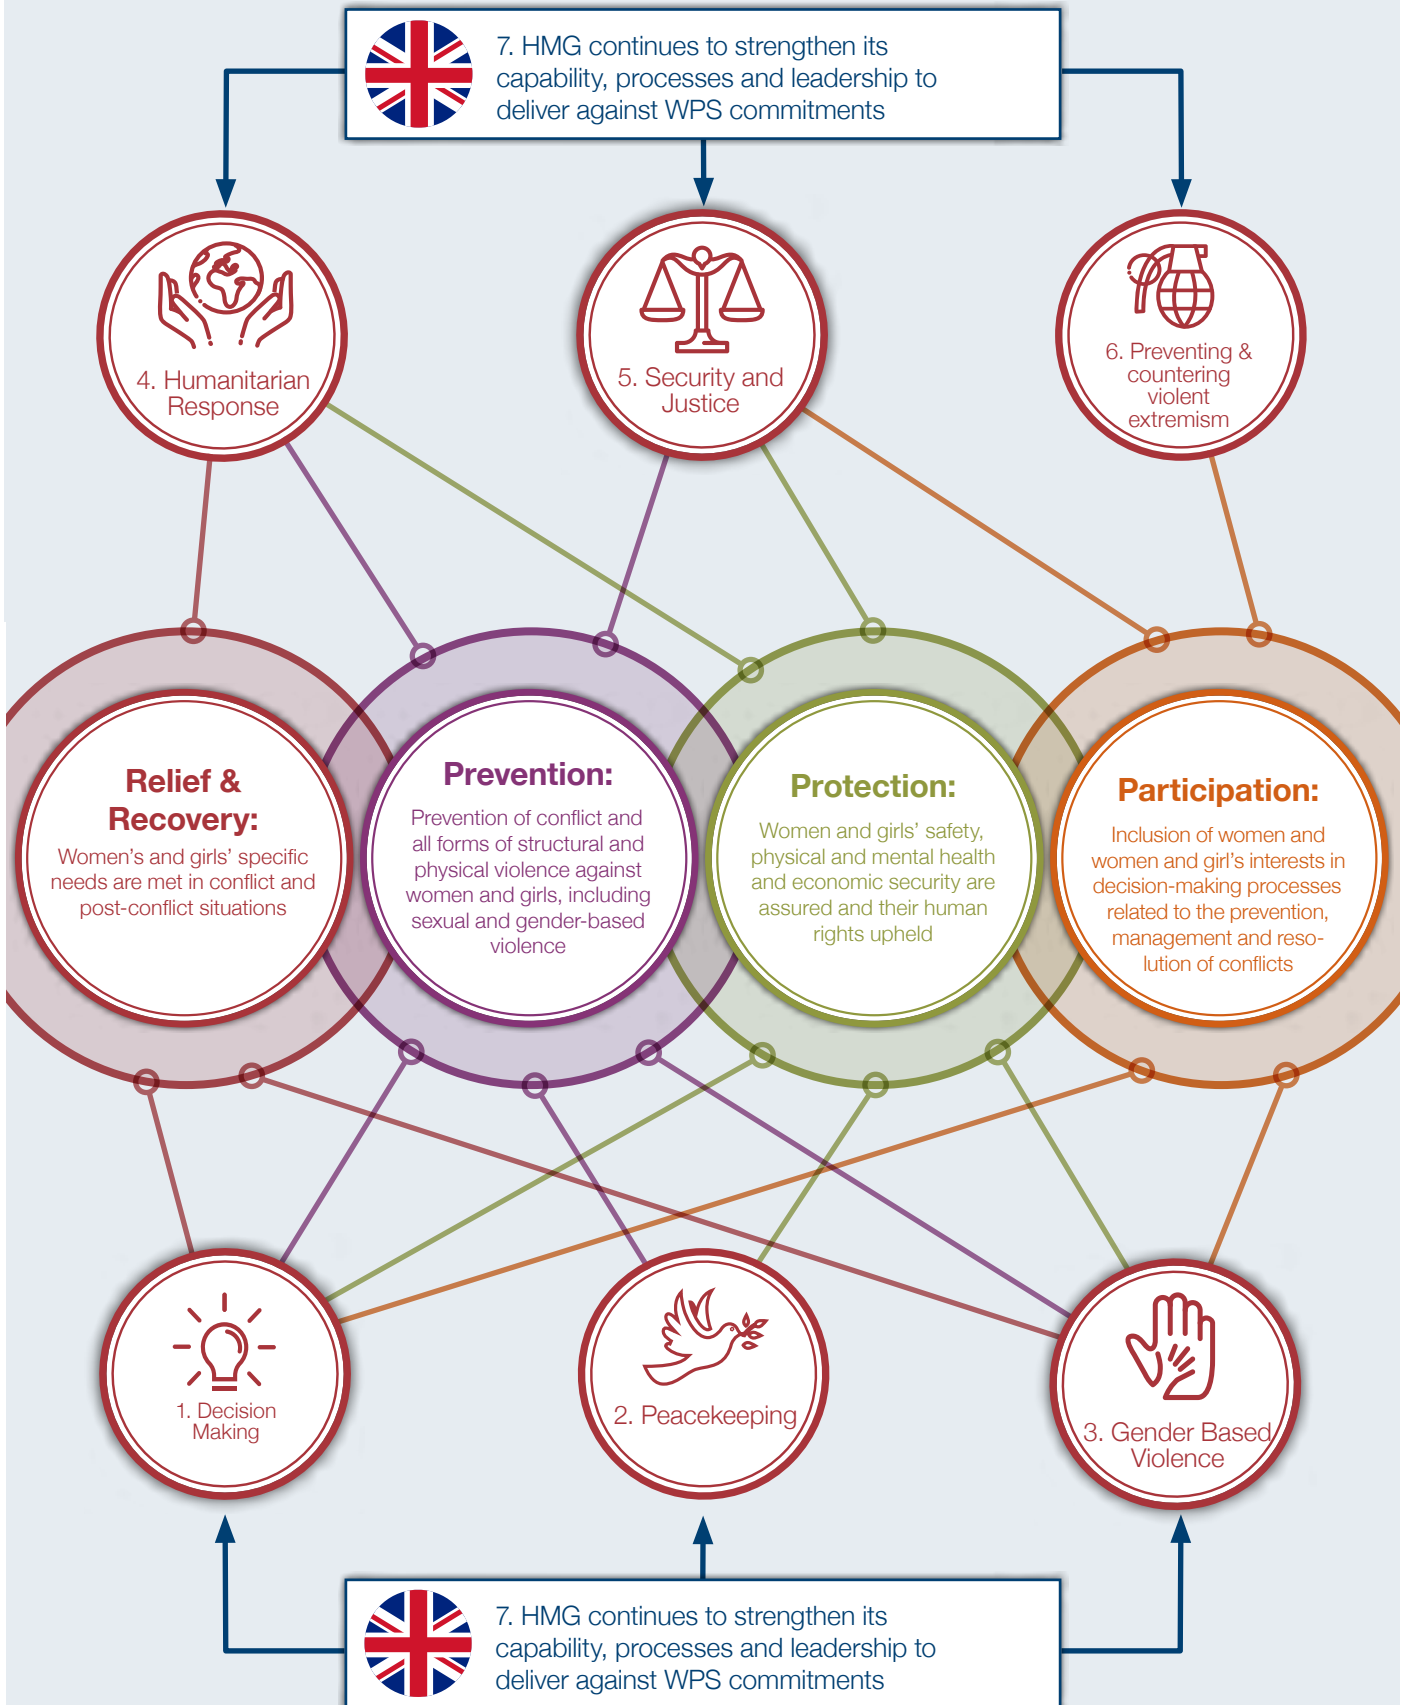 7. HMG continues to strengthen its
capability, processes and leadership to
deliver against WPS commitments
4. Humanitarian
Response
5. Security and
Justice
6. Preventing &
countering
violent
extremism
Relief &
Recovery:
Women's and girls' specific
needs are met in conflict and
post-conflict situations
Prevention:
Prevention of conflict and
all forms of structural and
physical violence against
women and girls, including
sexual and gender-based
violence
Protection:
Women and girls' safety,
physical and mental health
and economic security are
assured and their human
rights upheld
Participation:
Inclusion of women and
women and girl's interests in
decision-making processes
related to the prevention,
management and reso-
lution of conflicts
1. Decision
Making
2. Peacekeeping
3. Gender Based
Violence
7. HMG continues to strengthen its
capability, processes and leadership to
deliver against WPS commitments